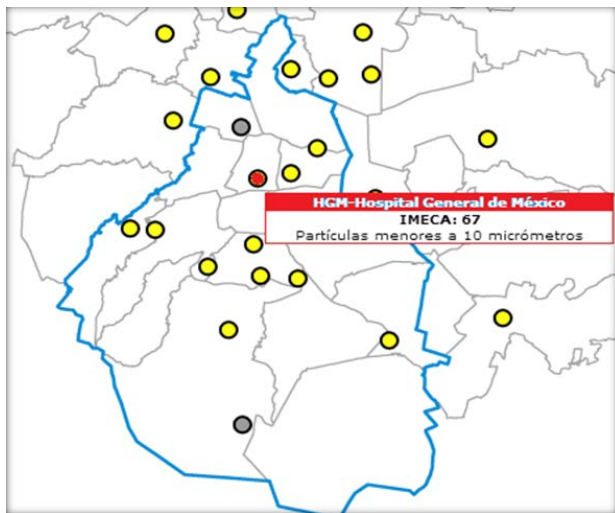 HGM-Hospital General de México
IMECA: 67
Partículas menores a 10 micrómetros